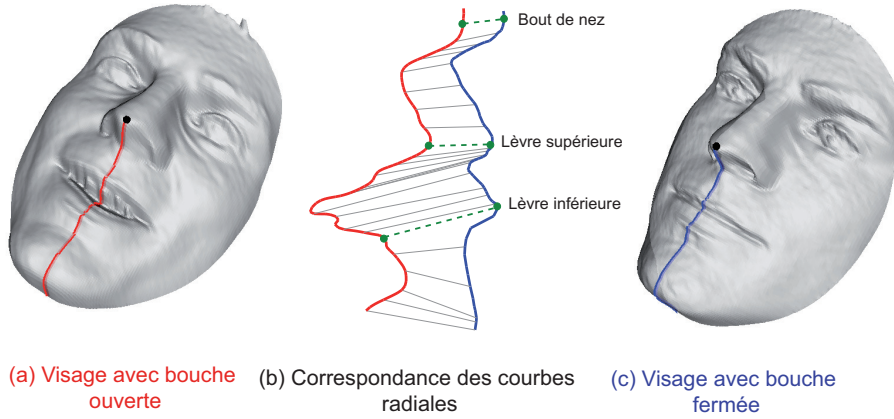 Bout de nez
Lèvre supérieure
Lèvre inférieure
(a) Visage avec bouche
ouverte
(b) Correspondance des courbes
radiales
(c) Visage avec bouche
fermée